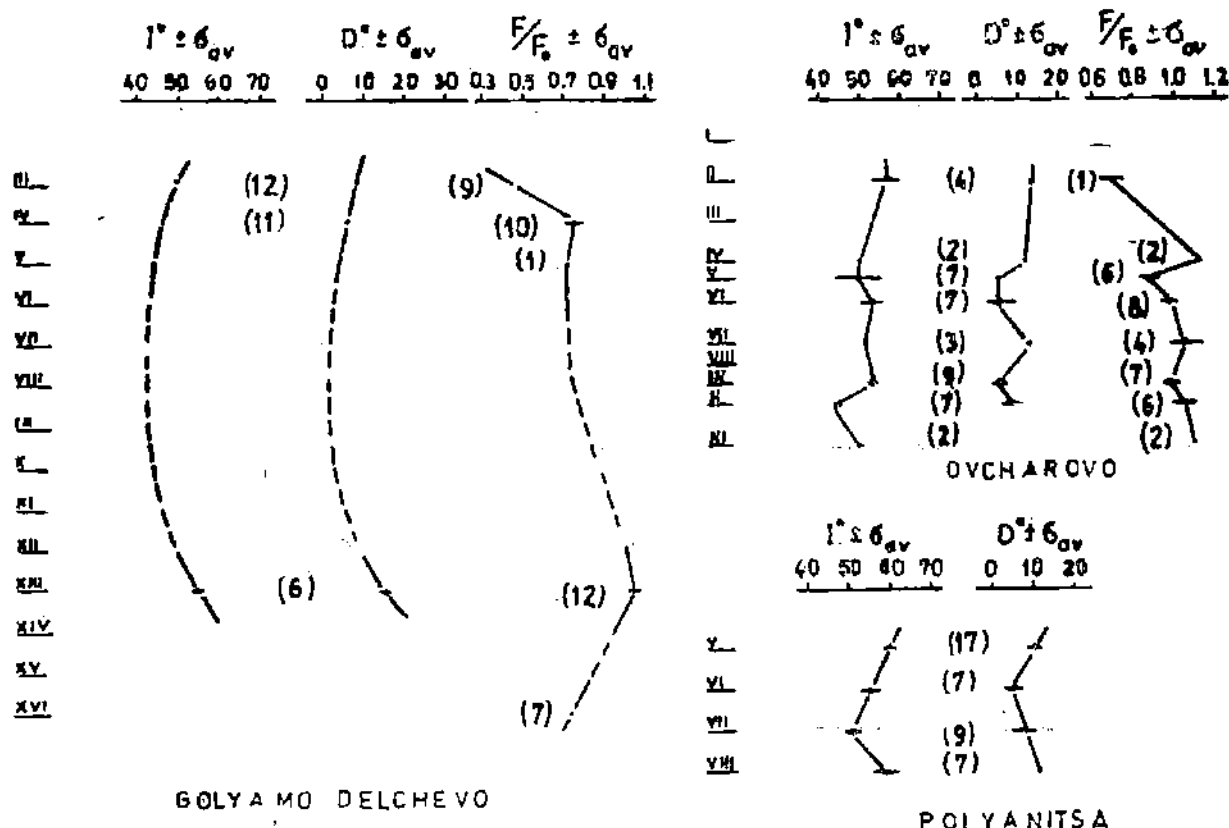 I° ± σav D° ± σav F/F₀ ± σav
40 50 60 70 0 10 20 30 0.3 0.5 0.7 0.9 1.1
III (12) (9)
IV (11) (10)
V (1)
VI
VII
VIII
IX
X
XI
XII
XIII (6) (12)
XIV
XV
XVI (7)
GOLYAMO DELCHEVO
I° ± σav D° ± σav F/F₀ ± σav
40 50 60 70 0 10 20 0.6 0.8 1.0 1.2
I
II (4) (1)
III
IV (2) (2)
V (7) (6)
VI (7) (8)
VII (3) (4)
VIII
IX (9) (7)
X (7) (6)
XI (2) (2)
OVCHAROVO
I° ± σav D° ± σav
40 50 60 70 0 10 20
V (17)
VI (7)
VII (9)
VIII (7)
POLYANITSA